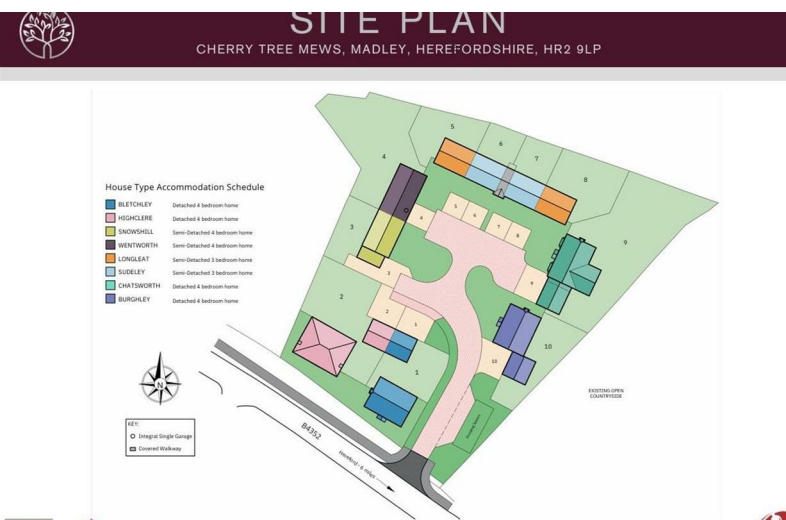 SITE PLAN
CHERRY TREE MEWS, MADLEY, HEREFORDSHIRE, HR2 9LP
House Type Accommodation Schedule
BLETCHLEY Detached 4 bedroom home
HIGHCLERE Detached 4 bedroom home
SNOWSHILL Semi-Detached 4 bedroom home
WENTWORTH Semi-Detached 4 bedroom home
LONGLEAT Semi-Detached 3 bedroom home
SUDELEY Semi-Detached 3 bedroom home
CHATSWORTH Detached 4 bedroom home
BURGHLEY Detached 4 bedroom home
5
6
7
8
4
9
3
2
1
10
5
6
7
8
4
3
9
2
1
10
EXISTING OPEN
COUNTRYSIDE
N
KEY:
Integral Single Garage
Covered Walkway
B4352
Hereford - 6 miles